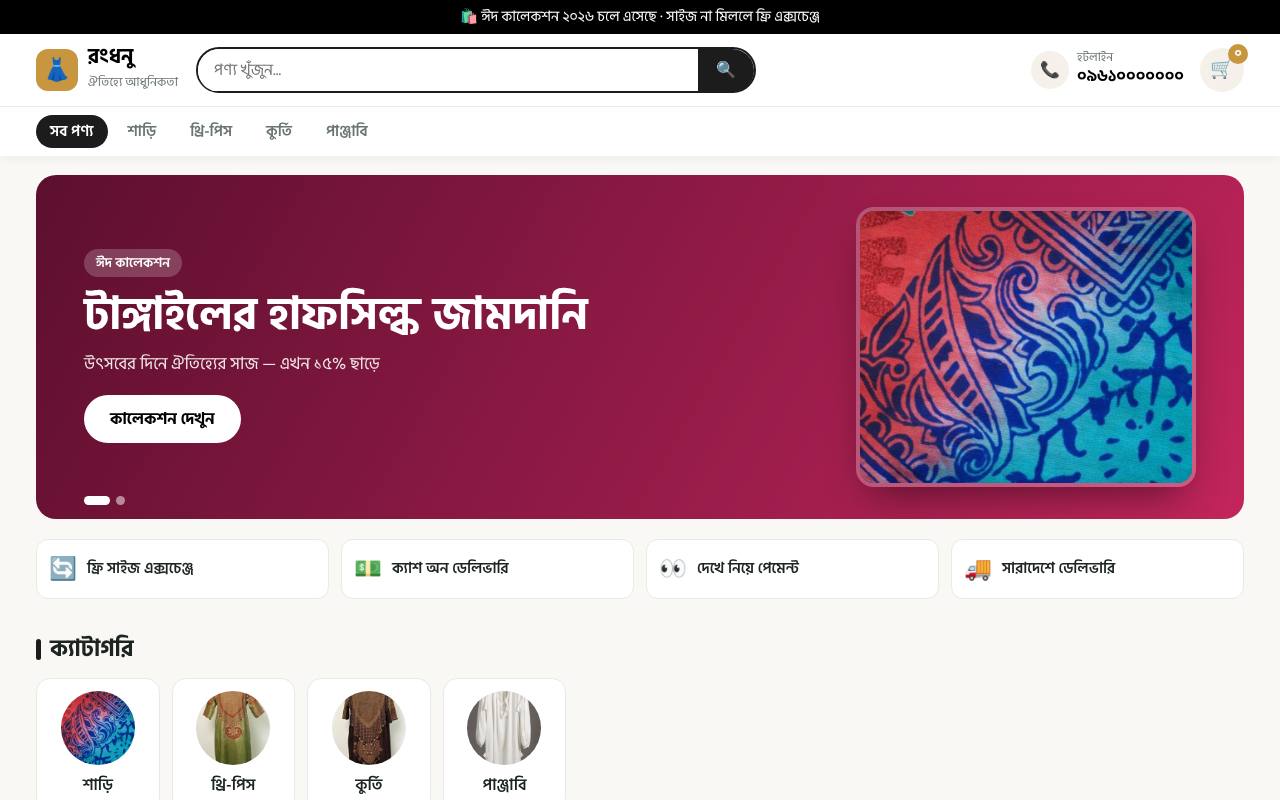 🛍️ ঈদ কালেকশন ২০২৬ চলে এসেছে · সাইজ না মিললে ফ্রি এক্সচেঞ্জ
রংধনু
ঐতিহ্যে আধুনিকতা
পণ্য খুঁজুন...
হটলাইন
০৯৬১০০০০০০০
০
সব পণ্য
শাড়ি
থ্রি-পিস
কুর্তি
পাঞ্জাবি
ঈদ কালেকশন
টাঙ্গাইলের হাফসিল্ক জামদানি
উৎসবের দিনে ঐতিহ্যের সাজ — এখন ১৫% ছাড়ে
কালেকশন দেখুন
ফ্রি সাইজ এক্সচেঞ্জ
ক্যাশ অন ডেলিভারি
দেখে নিয়ে পেমেন্ট
সারাদেশে ডেলিভারি
ক্যাটাগরি
শাড়ি
থ্রি-পিস
কুর্তি
পাঞ্জাবি